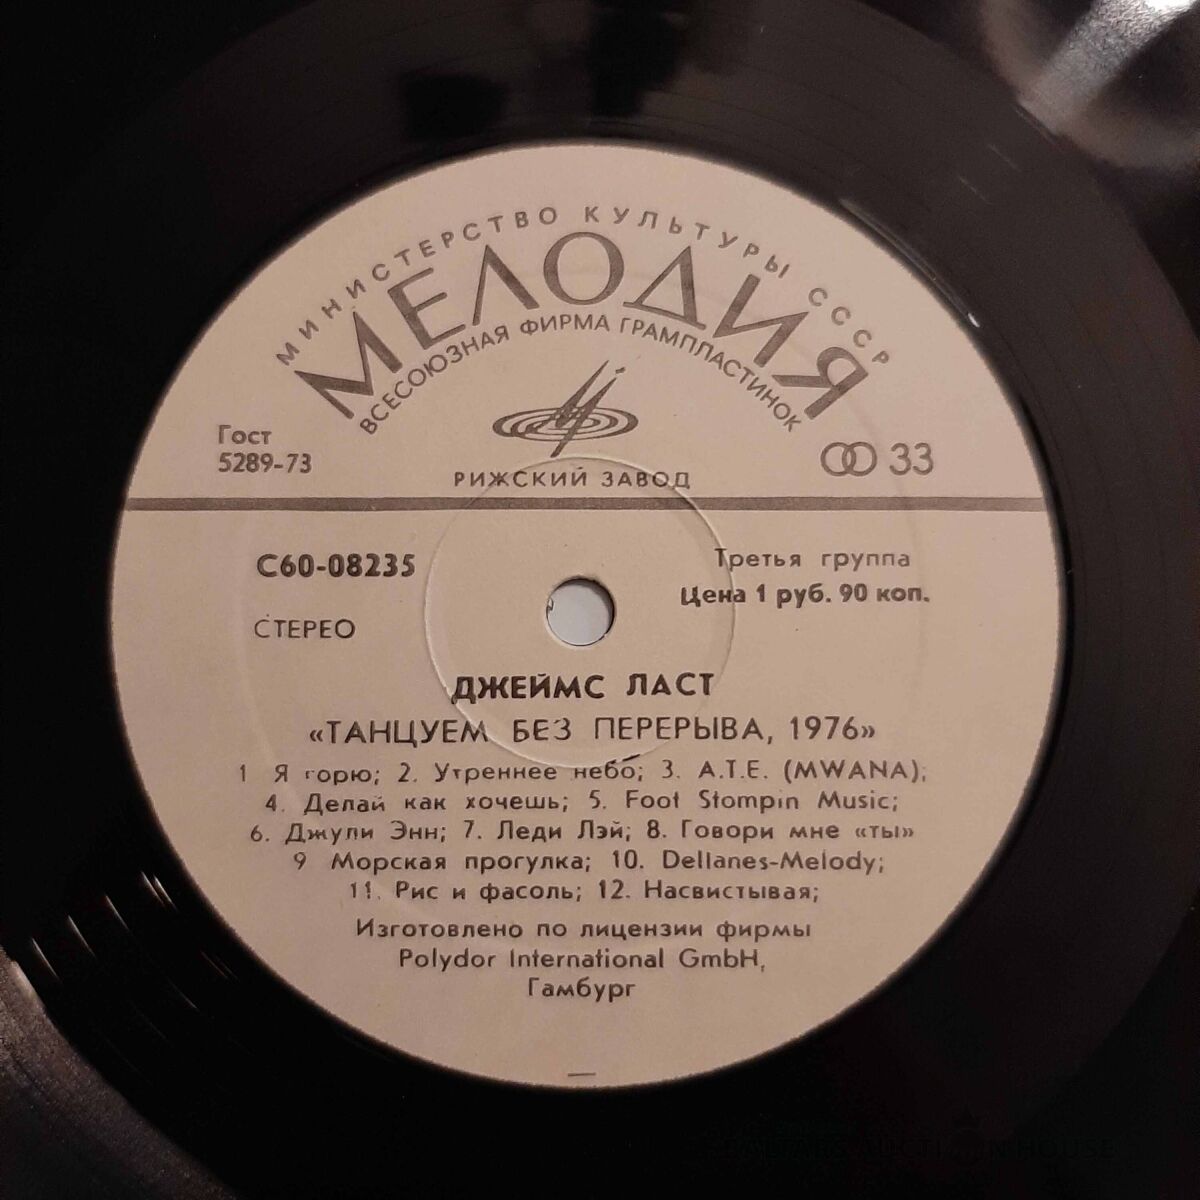 МИНИСТЕРСТВО КУЛЬТУРЫ СССР
МЕЛОДИЯ
ВСЕСОЮЗНАЯ ФИРМА ГРАМПЛАСТИНОК
Гост
5289-73
33
РИЖСКИЙ ЗАВОД
С60-08235
Третья группа
Цена 1 руб. 90 коп.
СТЕРЕО
ДЖЕЙМС ЛАСТ
«ТАНЦУЕМ БЕЗ ПЕРЕРЫВА, 1976»
1 Я горю; 2. Утреннее небо; 3. A.T.E. (MWANA);
4. Делай как хочешь; 5. Foot Stompin Music;
6. Джули Энн; 7. Леди Лэй; 8. Говори мне «ты»
9 Морская прогулка; 10. Dellanes-Melody;
11. Рис и фасоль; 12. Насвистывая;
Изготовлено по лицензии фирмы
Polydor International GmbH,
Гамбург
BALTARS AUCTION HOUSE